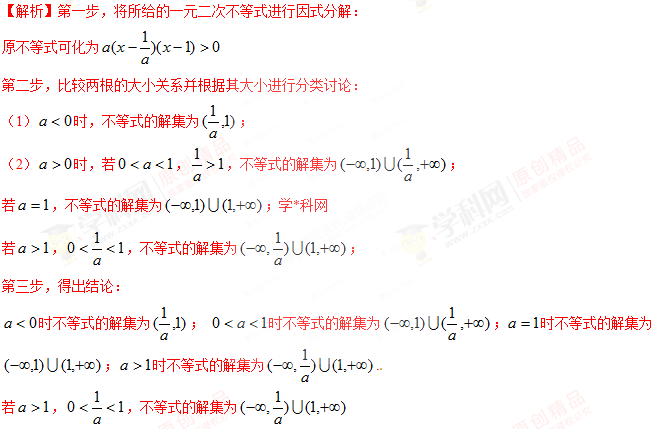 【解析】第一步，将所给的一元二次不等式进行因式分解：
原不等式可化为 a(x−1/a)(x−1)>0
第二步，比较两根的大小关系并根据其大小进行分类讨论：
（1）a<0时，不等式的解集为(1/a,1)；
（2）a>0时，若0<a<1，1/a>1，不等式的解集为(−∞,1)∪(1/a,+∞)；
若a=1，不等式的解集为(−∞,1)∪(1,+∞)；学*科网
若a>1，0<1/a<1，不等式的解集为(−∞,1/a)∪(1,+∞)；
第三步，得出结论：
a<0时不等式的解集为(1/a,1)； 0<a<1时不等式的解集为(−∞,1)∪(1/a,+∞)；a=1时不等式的解集为
(−∞,1)∪(1,+∞)；a>1时不等式的解集为(−∞,1/a)∪(1,+∞)..
若a>1，0<1/a<1，不等式的解集为(−∞,1/a)∪(1,+∞)